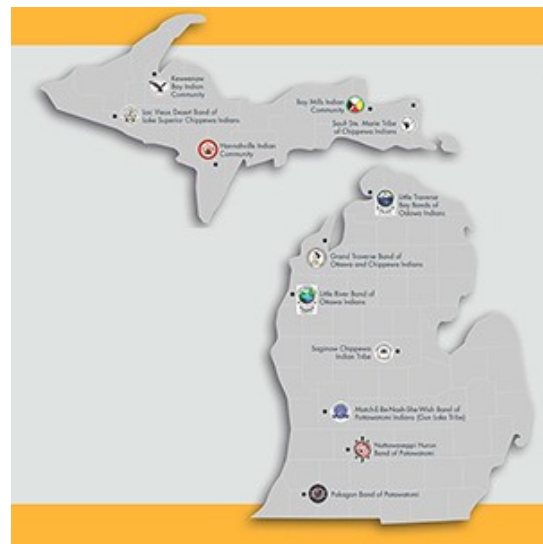 Keweenaw
Bay Indian
Community
Lac Vieux Desert Band of
Lake Superior Chippewa Indians
Hannahville Indian
Community
Bay Mills Indian
Community
Sault Ste. Marie Tribe
of Chippewa Indians
Little Traverse
Bay Bands of
Odawa Indians
Grand Traverse Band of
Ottawa and Chippewa Indians
Little River Band of
Ottawa Indians
Saginaw Chippewa
Indian Tribe
Match-E-Be-Nash-She-Wish Band of
Potawatomi Indians (Gun Lake Tribe)
Nottawaseppi Huron
Band of Potawatomi
Pokagon Band of Potawatomi